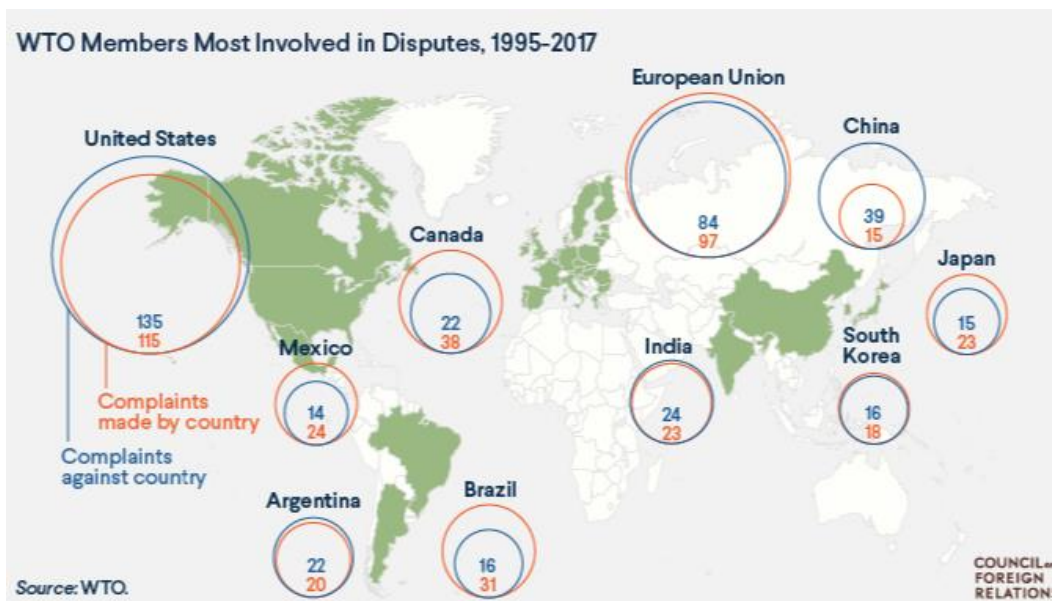 WTO Members Most Involved in Disputes, 1995-2017
European Union
84
97
United States
135
115
China
39
15
Canada
22
38
Japan
15
23
Mexico
14
24
India
24
23
South
Korea
16
18
Complaints
made by country
Complaints
against country
Argentina
22
20
Brazil
16
31
Source: WTO.
COUNCIL
FOREIGN
RELATION